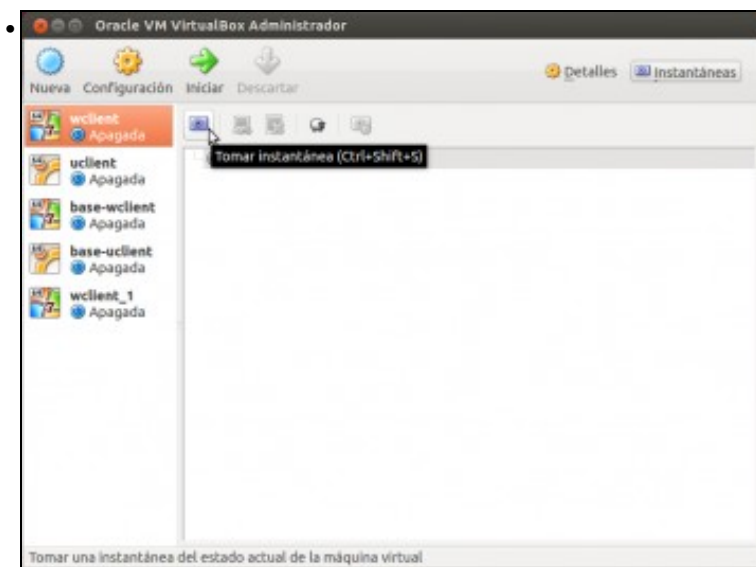 Oracle VM VirtualBox Administrador
Nueva Configuración Iniciar Descartar
Detalles Instantáneas
wclient
Apagada
uclient
Apagada
base-wclient
Apagada
base-uclient
Apagada
wclient_1
Apagada
Tomar instantánea (Ctrl+Shift+S)
Tomar una instantánea del estado actual de la máquina virtual